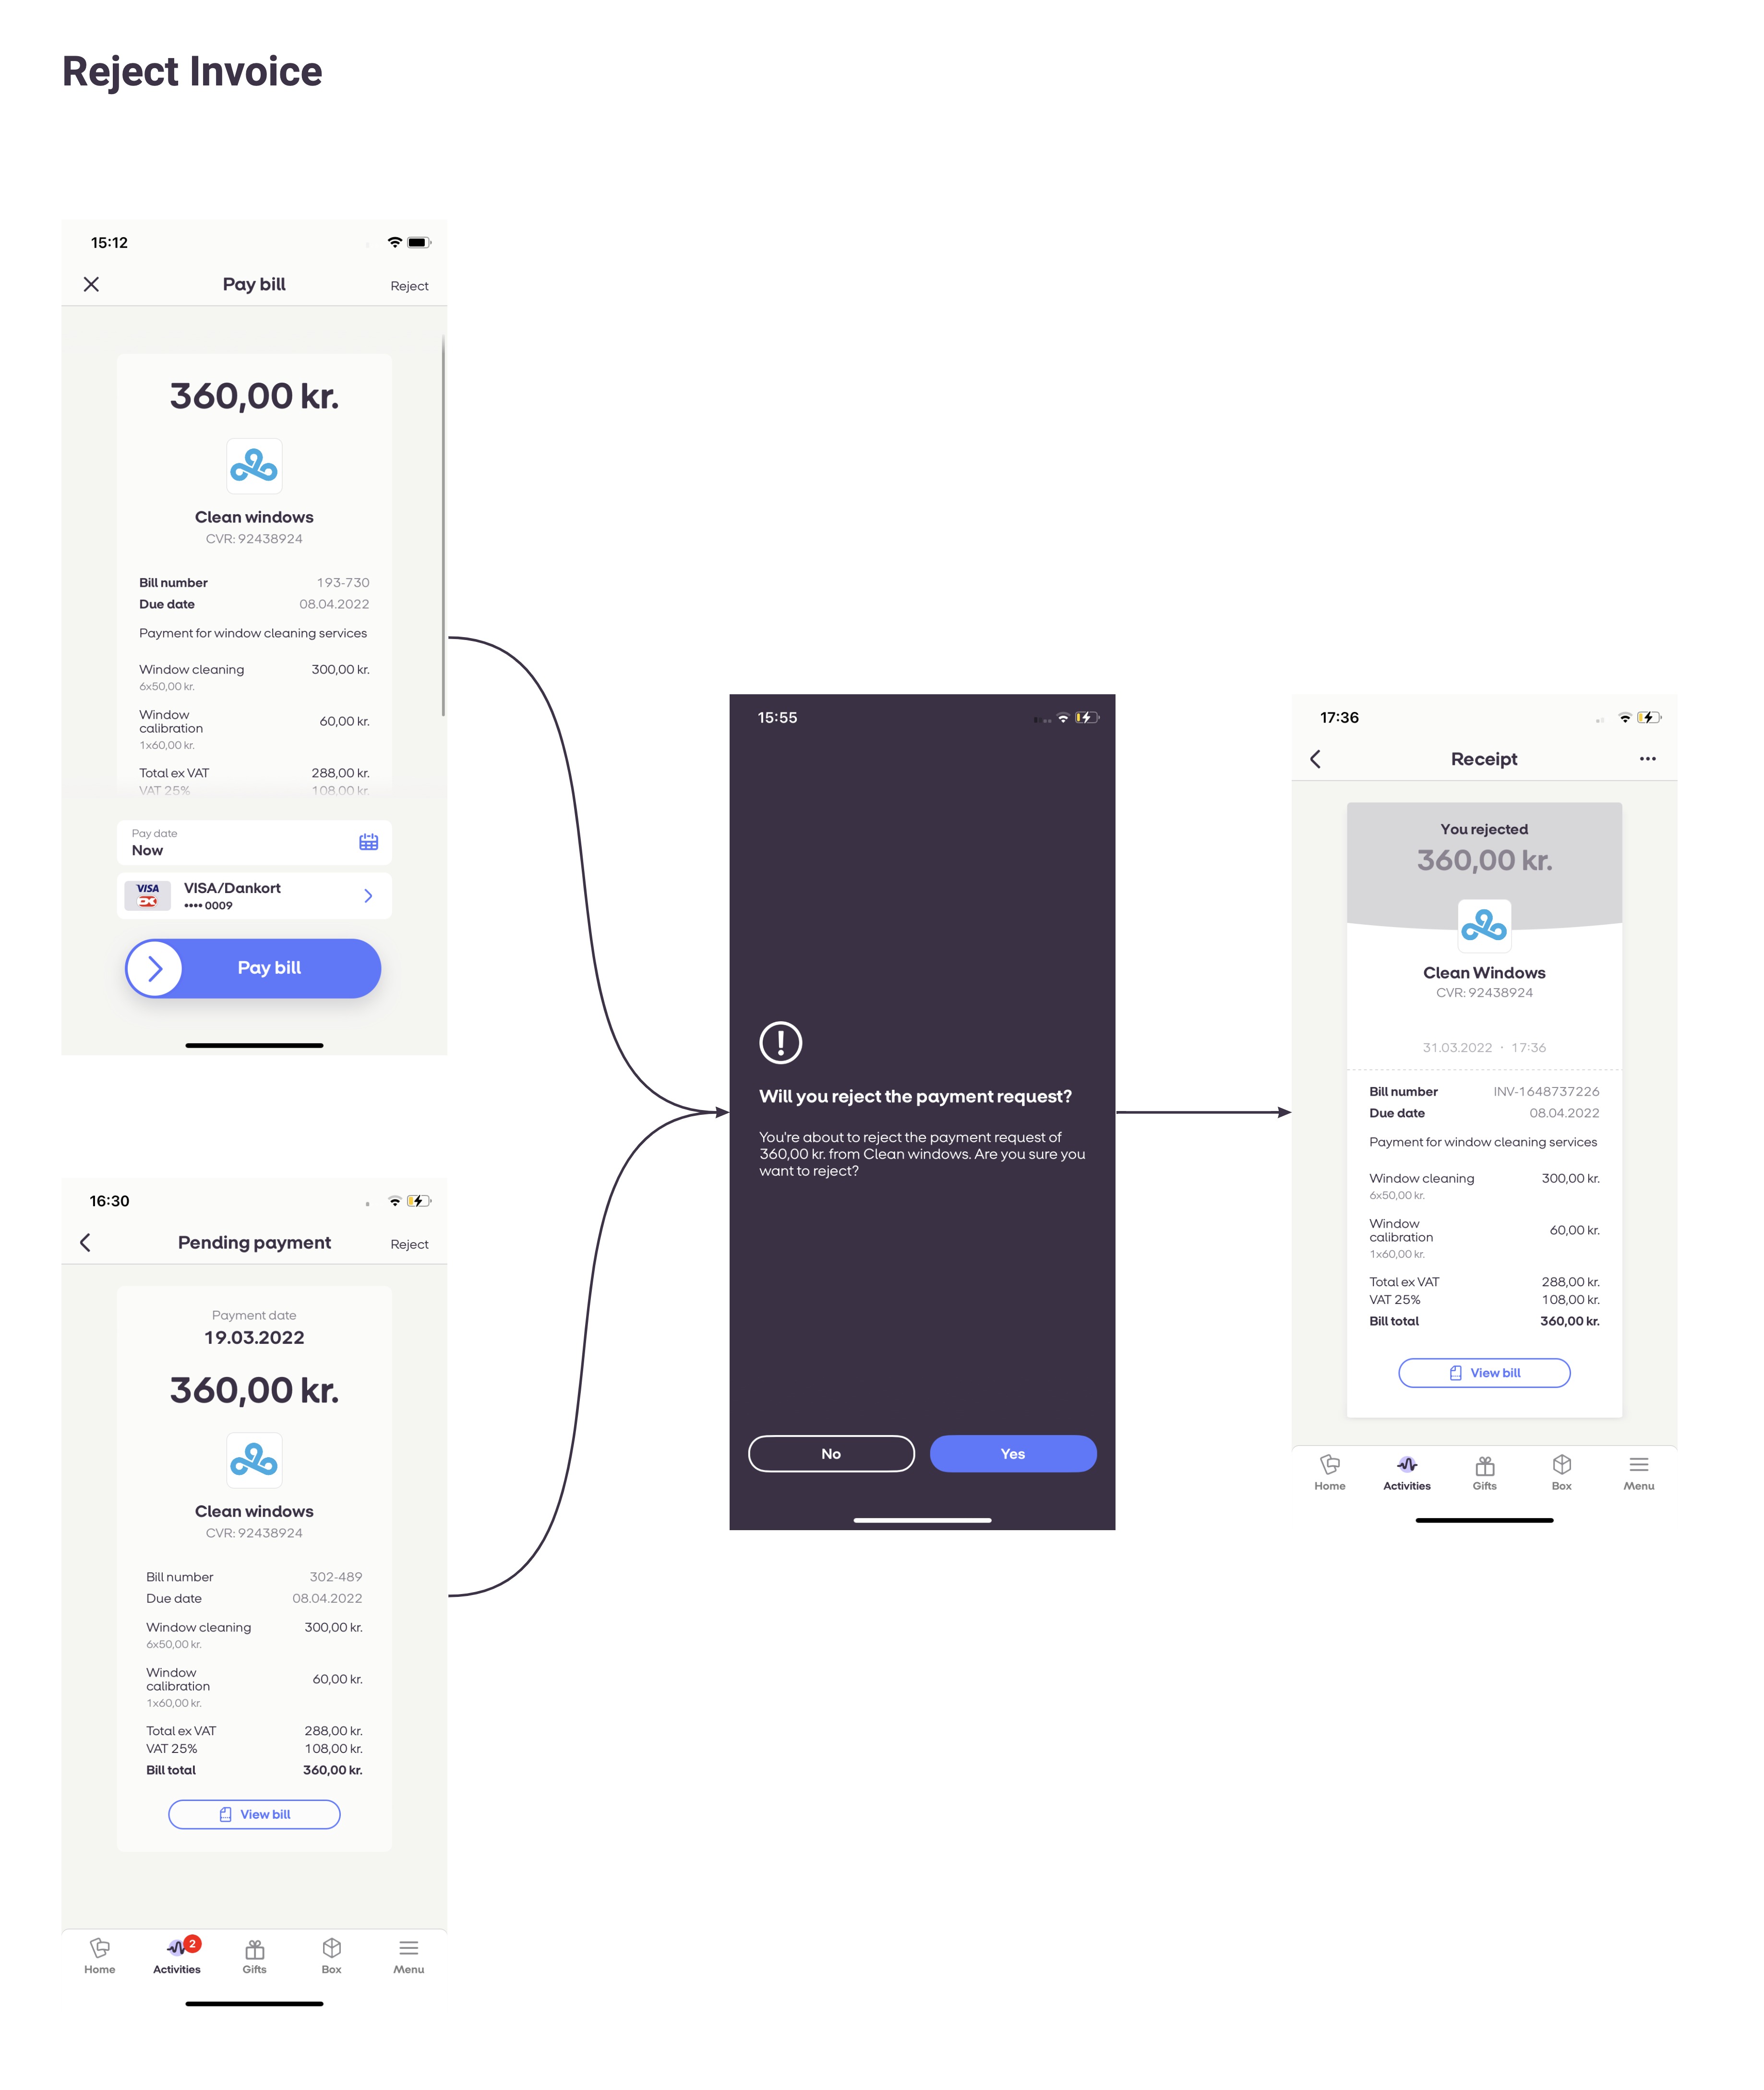 Reject Invoice
15:12
Pay bill
Reject
360,00 kr.
Clean windows
CVR: 92438924
Bill number 193-730
Due date 08.04.2022
Payment for window cleaning services
Window cleaning 300,00 kr.
6x50,00 kr.
Window
calibration 60,00 kr.
1x60,00 kr.
Total ex VAT 288,00 kr.
VAT 25% 108,00 kr.
Pay date
Now
VISA
VISA/Dankort
•••• 0009
Pay bill
16:30
Pending payment
Reject
Payment date
19.03.2022
360,00 kr.
Clean windows
CVR: 92438924
Bill number 302-489
Due date 08.04.2022
Window cleaning 300,00 kr.
6x50,00 kr.
Window
calibration 60,00 kr.
1x60,00 kr.
Total ex VAT 288,00 kr.
VAT 25% 108,00 kr.
Bill total 360,00 kr.
View bill
2
Home Activities Gifts Box Menu
15:55
Will you reject the payment request?
You're about to reject the payment request of
360,00 kr. from Clean windows. Are you sure you
want to reject?
No
Yes
17:36
Receipt
You rejected
360,00 kr.
Clean Windows
CVR: 92438924
31.03.2022 · 17:36
Bill number INV-1648737226
Due date 08.04.2022
Payment for window cleaning services
Window cleaning 300,00 kr.
6x50,00 kr.
Window
calibration 60,00 kr.
1x60,00 kr.
Total ex VAT 288,00 kr.
VAT 25% 108,00 kr.
Bill total 360,00 kr.
View bill
Home Activities Gifts Box Menu